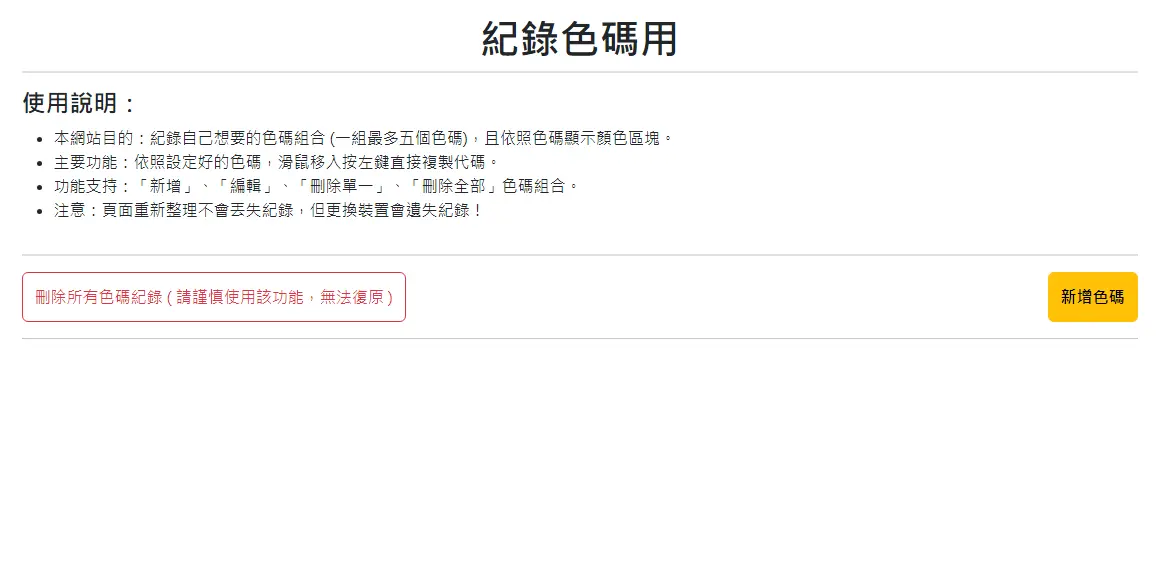 紀錄色碼用
使用說明：
本網站目的：紀錄自己想要的色碼組合 (一組最多五個色碼)，且依照色碼顯示顏色區塊。
主要功能：依照設定好的色碼，滑鼠移入按左鍵直接複製代碼。
功能支持：「新增」、「編輯」、「刪除單一」、「刪除全部」色碼組合。
注意：頁面重新整理不會丟失紀錄，但更換裝置會遺失紀錄！
刪除所有色碼紀錄 ( 請謹慎使用該功能，無法復原 )
新增色碼